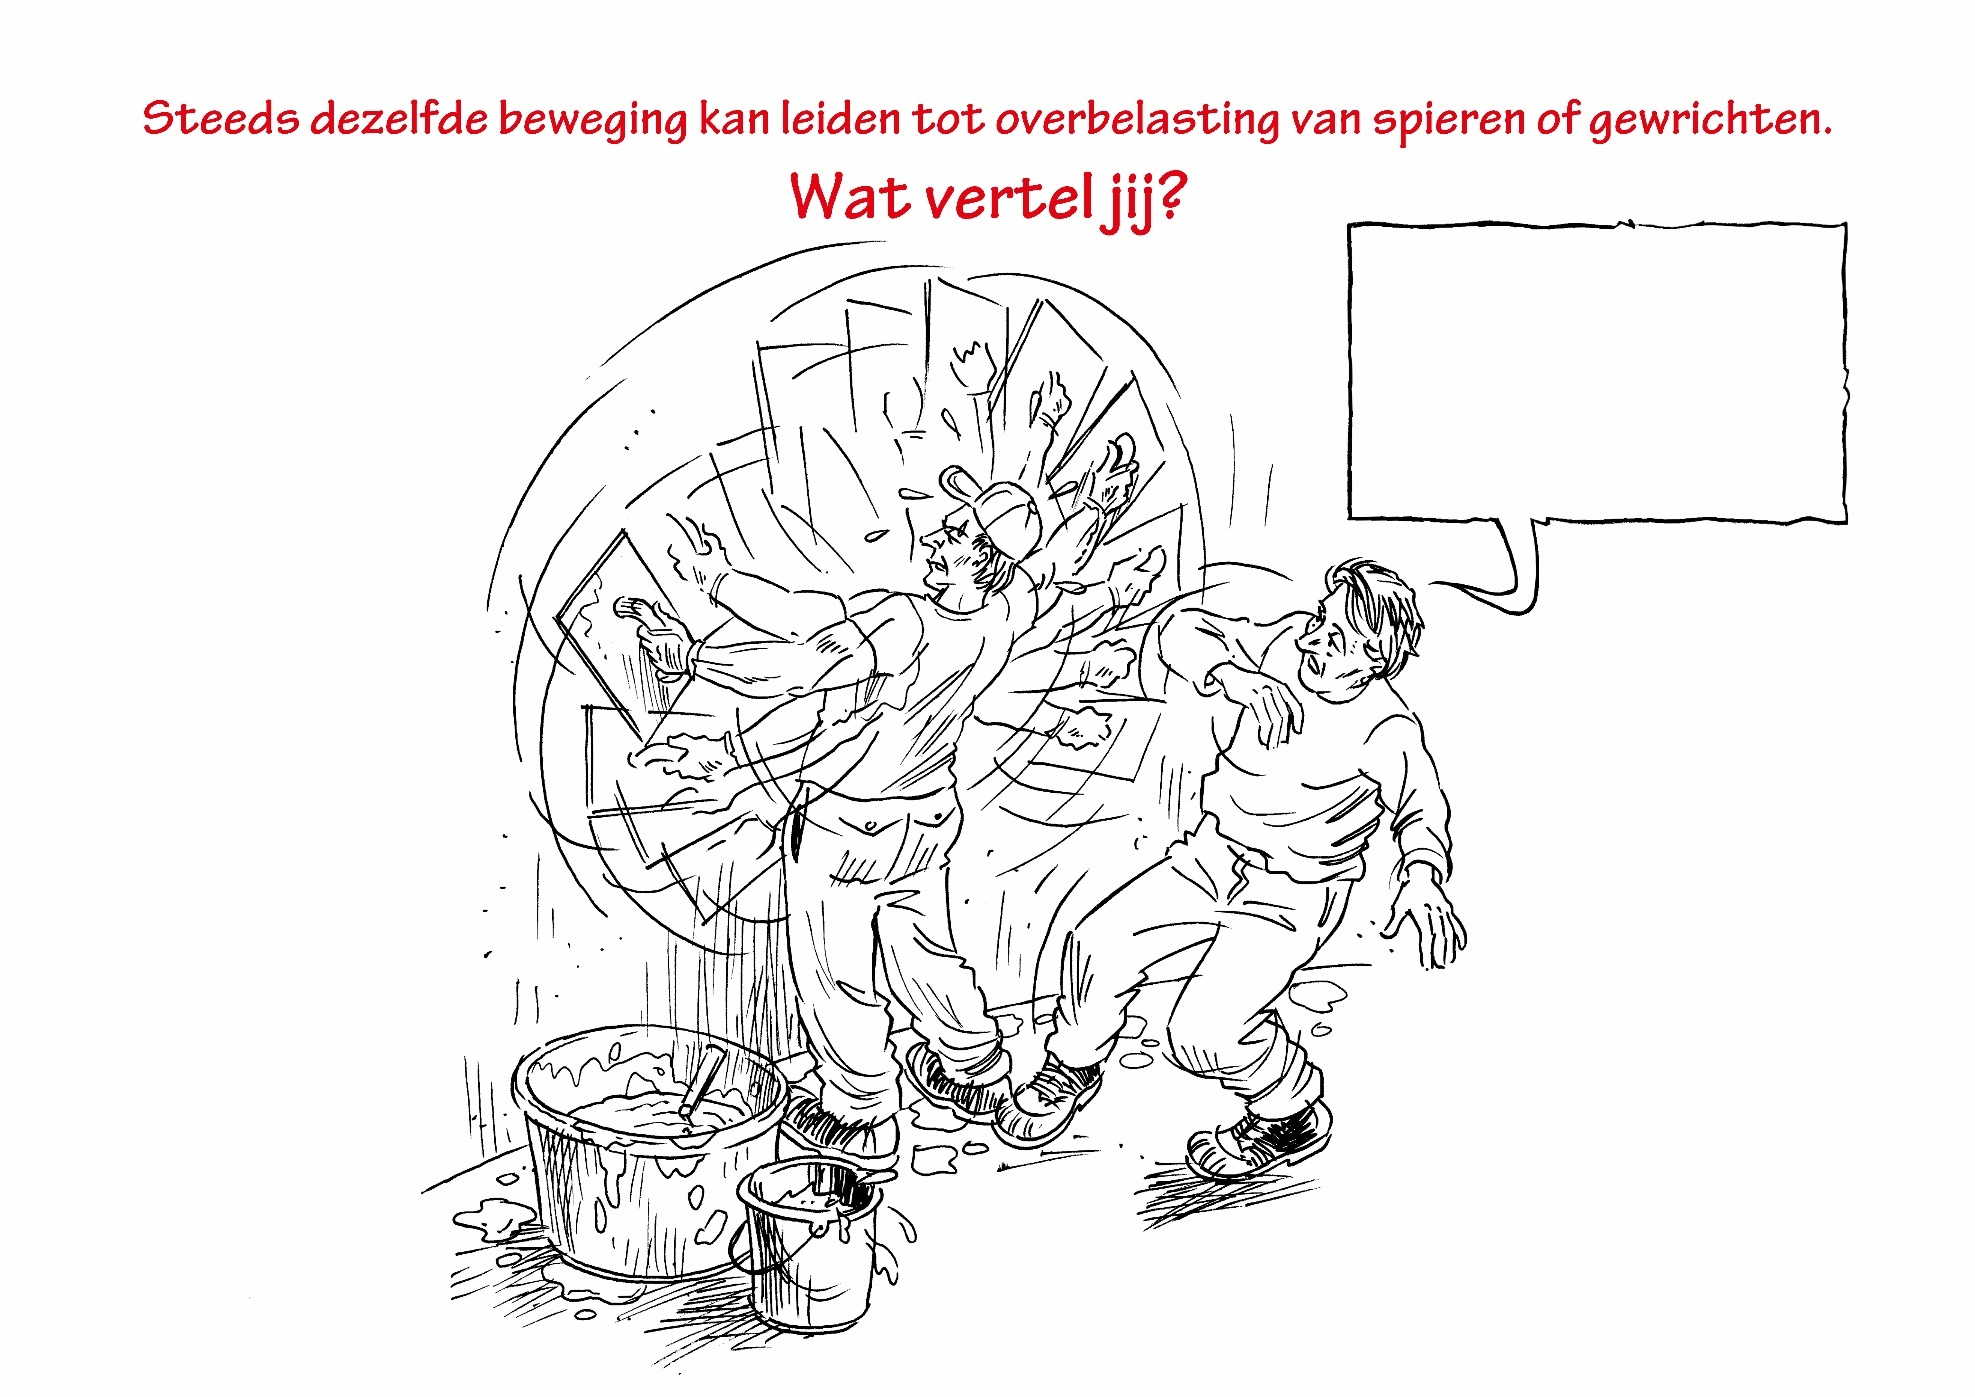 Steeds dezelfde beweging kan leiden tot overbelasting van spieren of gewrichten.
Wat vertel jij?